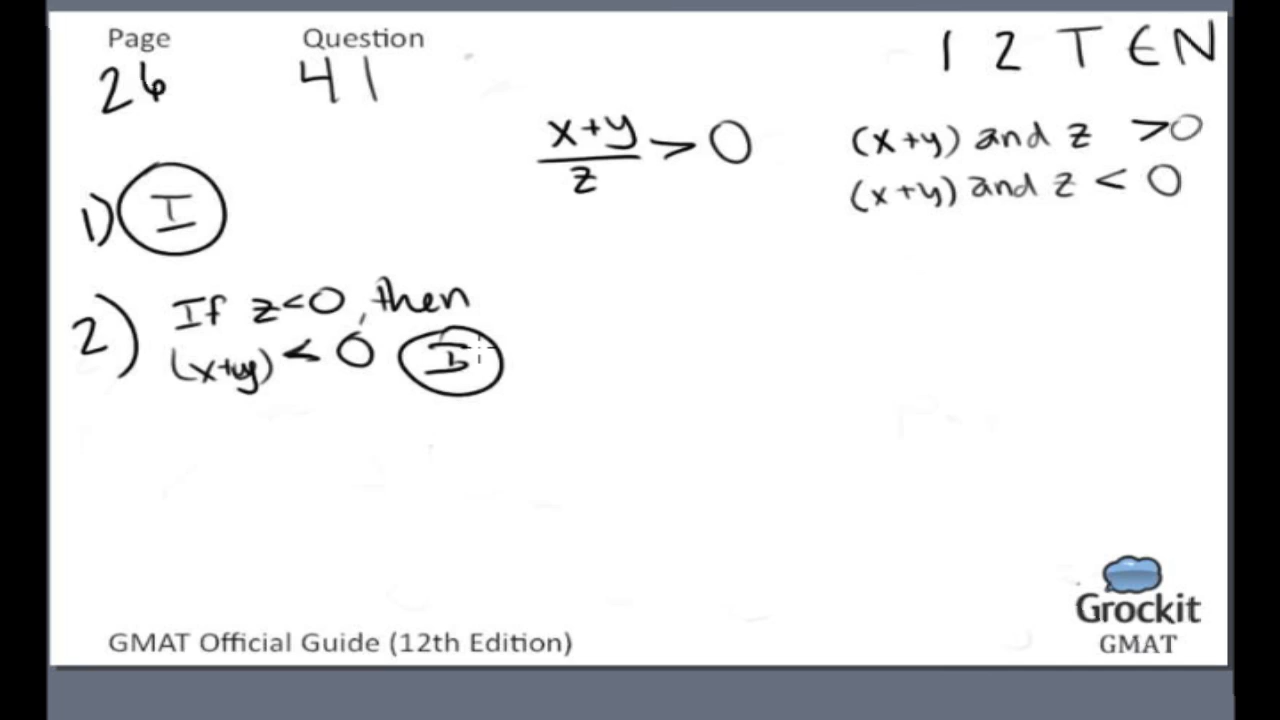 Page Question
26 41
1 2 T E N
x+y
z
> 0
(x+y) and z > 0
(x+y) and z < 0
1) I
2) If z<0, then
(x+y) < 0 I
Grockit
GMAT
GMAT Official Guide (12th Edition)